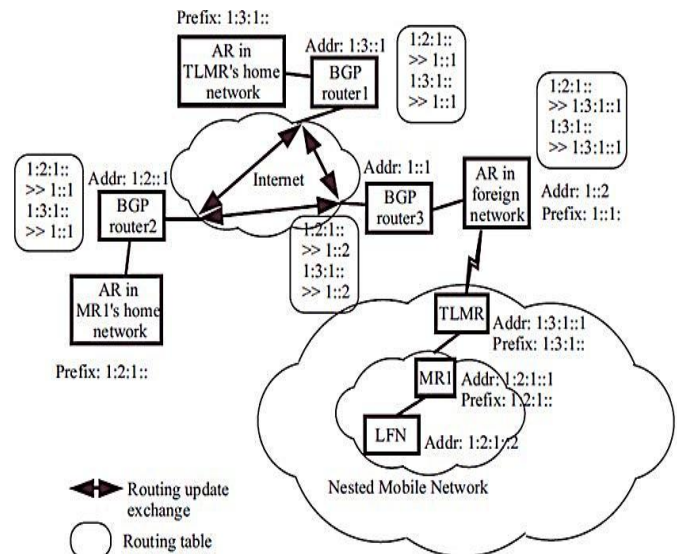 Prefix: 1:3:1::
AR in
TLMR's home
network
Addr: 1:3::1
BGP
router1
1:2:1::
>> 1::1
1:3:1::
>> 1::1
1:2:1::
>> 1:3:1::1
1:3:1::
>> 1:3:1::1
1:2:1::
>> 1::1
1:3:1::
>> 1::1
Addr: 1:2::1
BGP
router2
Internet
Addr: 1::1
BGP
router3
AR in
foreign
network
Addr: 1::2
Prefix: 1::1:
1:2:1::
>> 1::2
1:3:1::
>> 1::2
AR in
MR1's home
network
Prefix: 1:2:1::
TLMR
Addr: 1:3:1::1
Prefix: 1:3:1::
MR1
Addr: 1:2:1::1
Prefix: 1:2:1::
LFN
Addr: 1:2:1::2
Nested Mobile Network
Routing update
exchange
Routing table